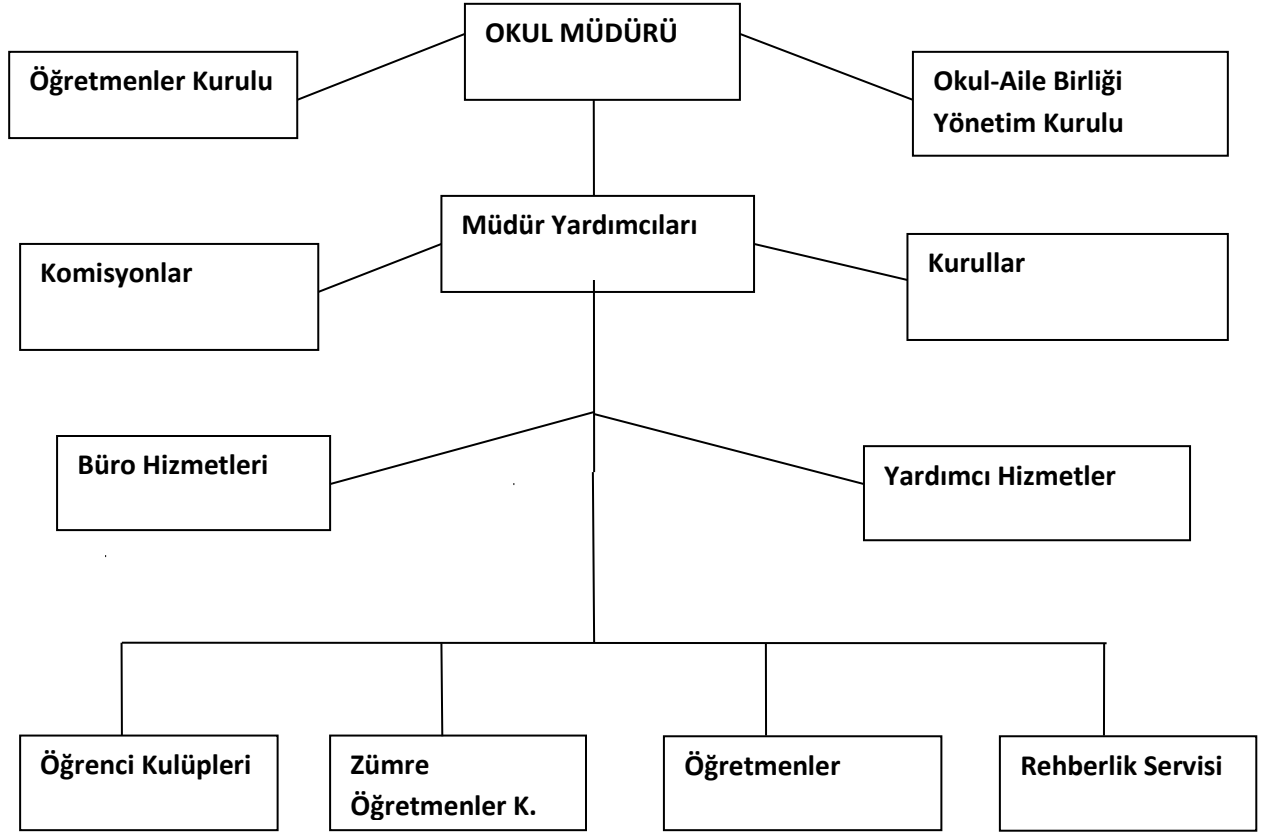 OKUL MÜDÜRÜ
Öğretmenler Kurulu
Okul-Aile Birliği
Yönetim Kurulu
Müdür Yardımcıları
Komisyonlar
Kurullar
Büro Hizmetleri
Yardımcı Hizmetler
Öğrenci Kulüpleri
Zümre
Öğretmenler K.
Öğretmenler
Rehberlik Servisi